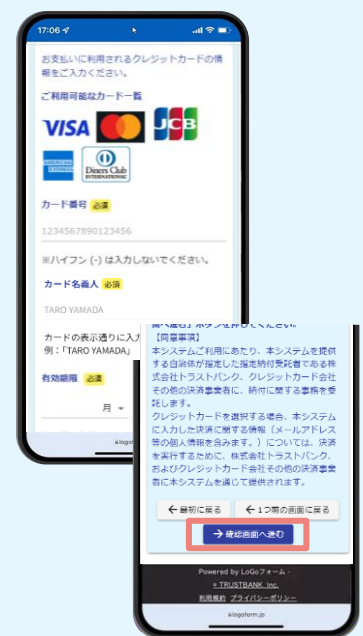 17:06
お支払いに利用されるクレジットカードの情
報をご入力ください。
ご利用可能なカード一覧
VISA
JCB
AMERICAN EXPRESS
Diners Club
INTERNATIONAL
カード番号 必須
1234567890123456
※ハイフン (-) は入力しないでください。
カード名義人 必須
TARO YAMADA
カードの表示通りに入力
例：「TARO YAMADA」
有効期限 必須
月
面へ進む」ボタンを押してください。
【同意事項】
本システムご利用にあたり、本システムを提供
する自治体が指定した指定納付受託者である株
式会社トラストバンク、クレジットカード会社
その他の決済事業者に、納付に関する事務を委
託します。
クレジットカードを選択する場合、本システム
に入力した決済に関する情報（メールアドレス
等の個人情報を含みます。）については、決済
を実行するために、株式会社トラストバンク、
およびクレジットカード会社その他の決済事業
者に本システムを通じて提供されます。
← 最初に戻る ← 1つ前の画面に戻る
→ 確認画面へ進む
Powered by LoGoフォーム -
TRUSTBANK, Inc.
利用規約 プライバシーポリシー
logoform.jp